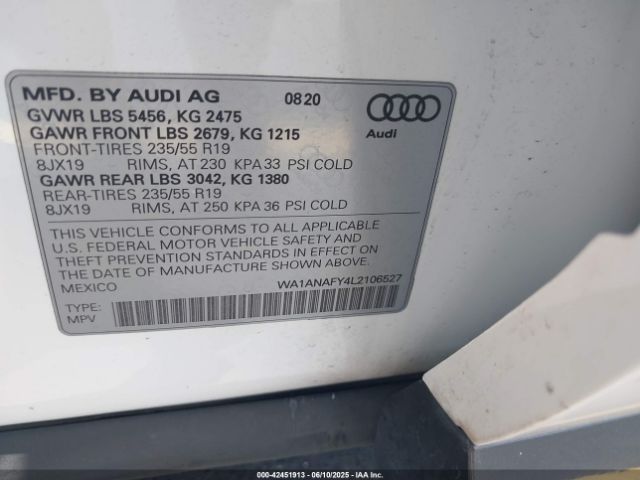 MFD. BY AUDI AG 08 20
GVWR LBS 5456, KG 2475
GAWR FRONT LBS 2679, KG 1215
FRONT-TIRES 235/55 R19
8JX19 RIMS, AT 230 KPA 33 PSI COLD
GAWR REAR LBS 3042, KG 1380
REAR-TIRES 235/55 R19
8JX19 RIMS, AT 250 KPA 36 PSI COLD
Audi
THIS VEHICLE CONFORMS TO ALL APPLICABLE
U.S. FEDERAL MOTOR VEHICLE SAFETY AND
THEFT PREVENTION STANDARDS IN EFFECT ON
THE DATE OF MANUFACTURE SHOWN ABOVE.
MEXICO
WA1ANAFY4L2106527
TYPE:
MPV
000-42451913 - 06/10/2025 - IAAI.COM